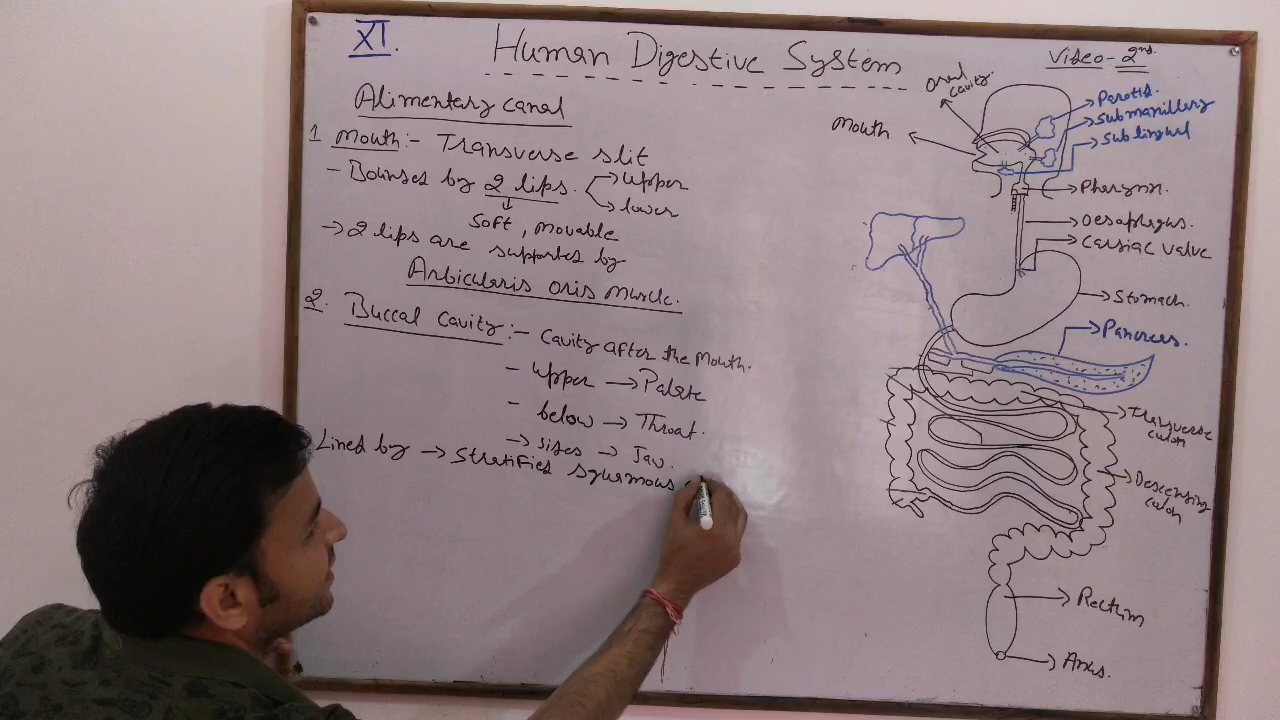 XI.
Human Digestive System
Video-2nd.
Alimentary canal
1 Mouth:- Transverse slit
- Bounded by 2 lips. → upper
→ lower
↓
soft, movable
→ 2 lips are supported by
Arbicularis oris muscle.
2. Buccal Cavity:- Cavity after the Mouth.
- upper → Palate
- below → Throat.
→ sides → Jaw.
Lined by → stratified squamous
oral cavity.
Mouth
Parotid.
Submaxillary
Sublingual
Pharynx.
Oesophagus.
Cardiac valve
Stomach.
Pancreas.
Transverse colon
Descending colon
Rectum
Anus.